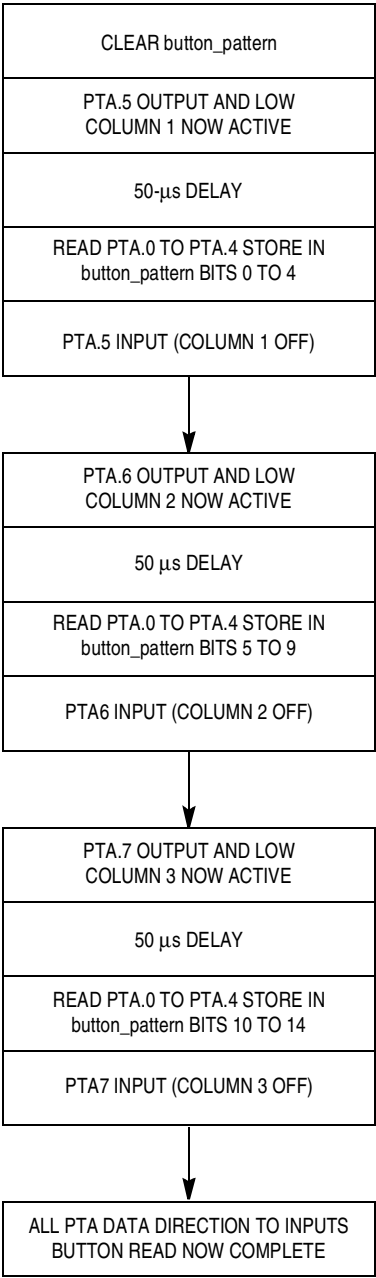 CLEAR button_pattern
PTA.5 OUTPUT AND LOW
COLUMN 1 NOW ACTIVE
50-μs DELAY
READ PTA.0 TO PTA.4 STORE IN
button_pattern BITS 0 TO 4
PTA.5 INPUT (COLUMN 1 OFF)
PTA.6 OUTPUT AND LOW
COLUMN 2 NOW ACTIVE
50 μs DELAY
READ PTA.0 TO PTA.4 STORE IN
button_pattern BITS 5 TO 9
PTA6 INPUT (COLUMN 2 OFF)
PTA.7 OUTPUT AND LOW
COLUMN 3 NOW ACTIVE
50 μs DELAY
READ PTA.0 TO PTA.4 STORE IN
button_pattern BITS 10 TO 14
PTA7 INPUT (COLUMN 3 OFF)
ALL PTA DATA DIRECTION TO INPUTS
BUTTON READ NOW COMPLETE